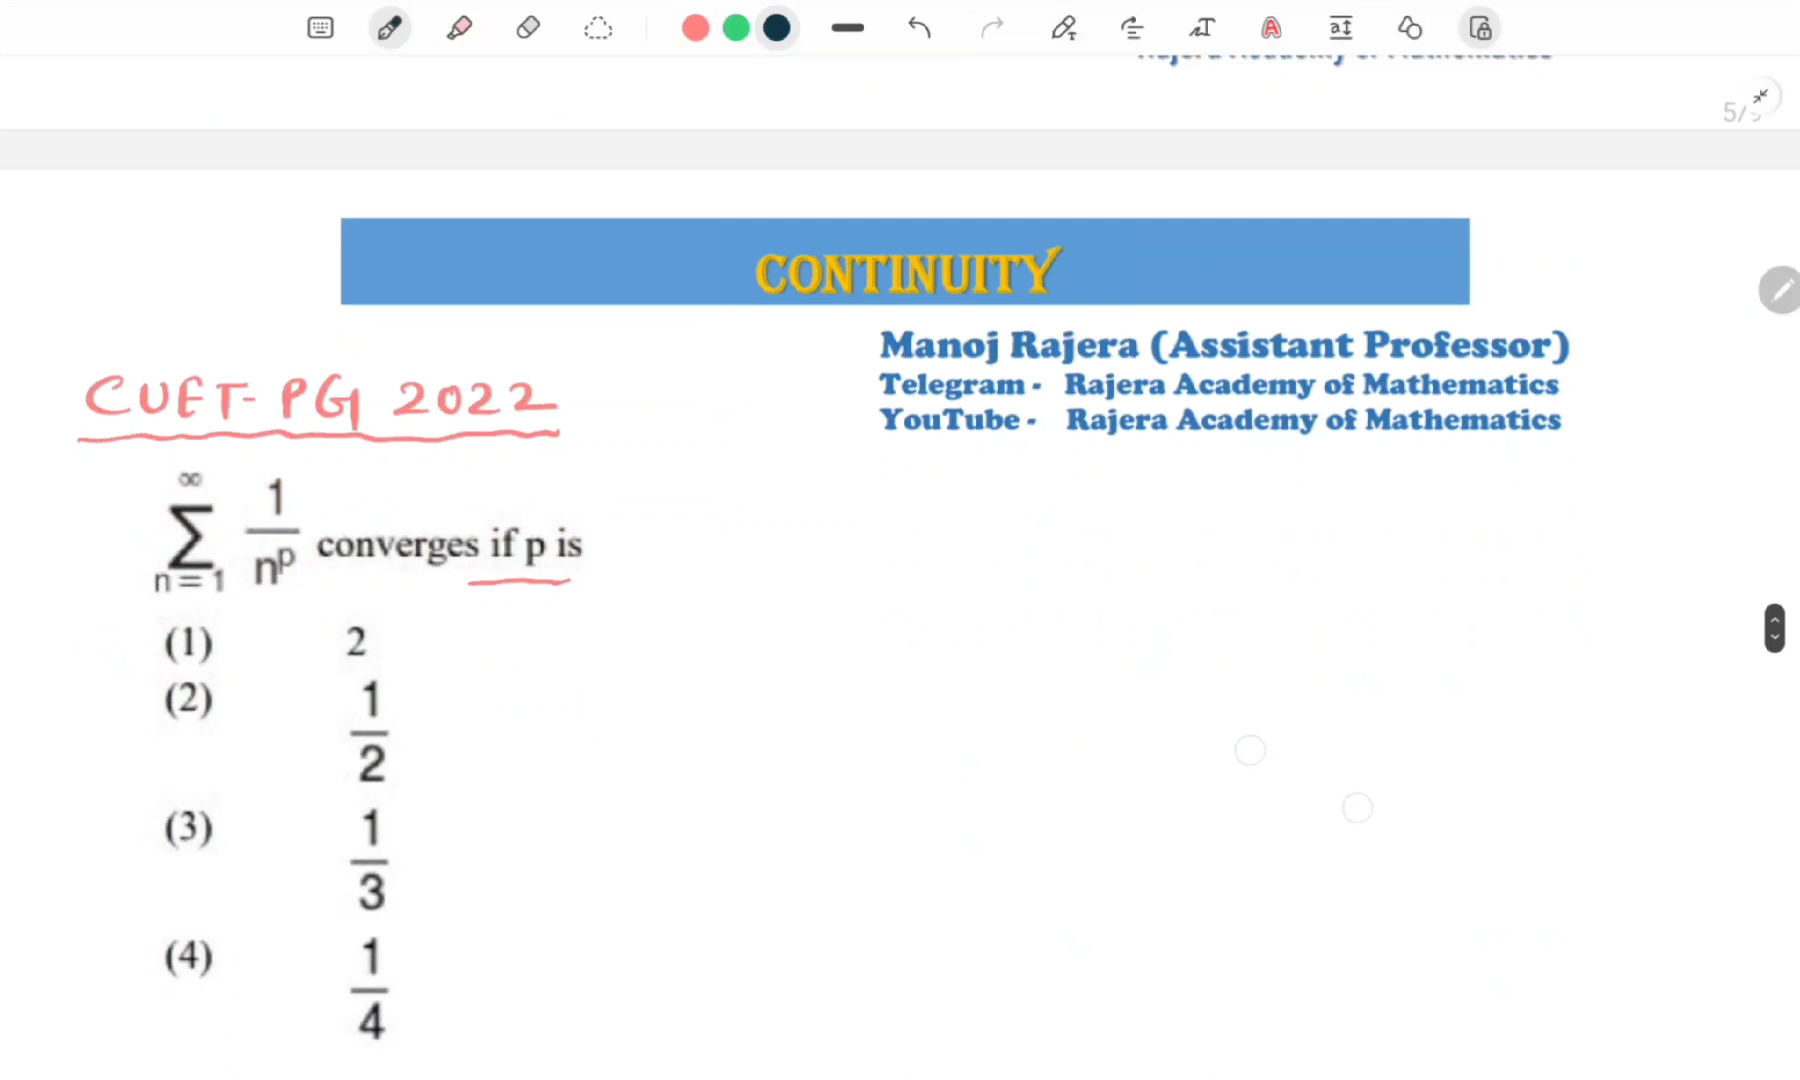 5/
CONTINUITY
Manoj Rajera (Assistant Professor)
Telegram - Rajera Academy of Mathematics
YouTube - Rajera Academy of Mathematics
CUET-PG 2022
∞
∑ 1/n^p converges if p is
n = 1
(1) 2
(2) 1/2
(3) 1/3
(4) 1/4